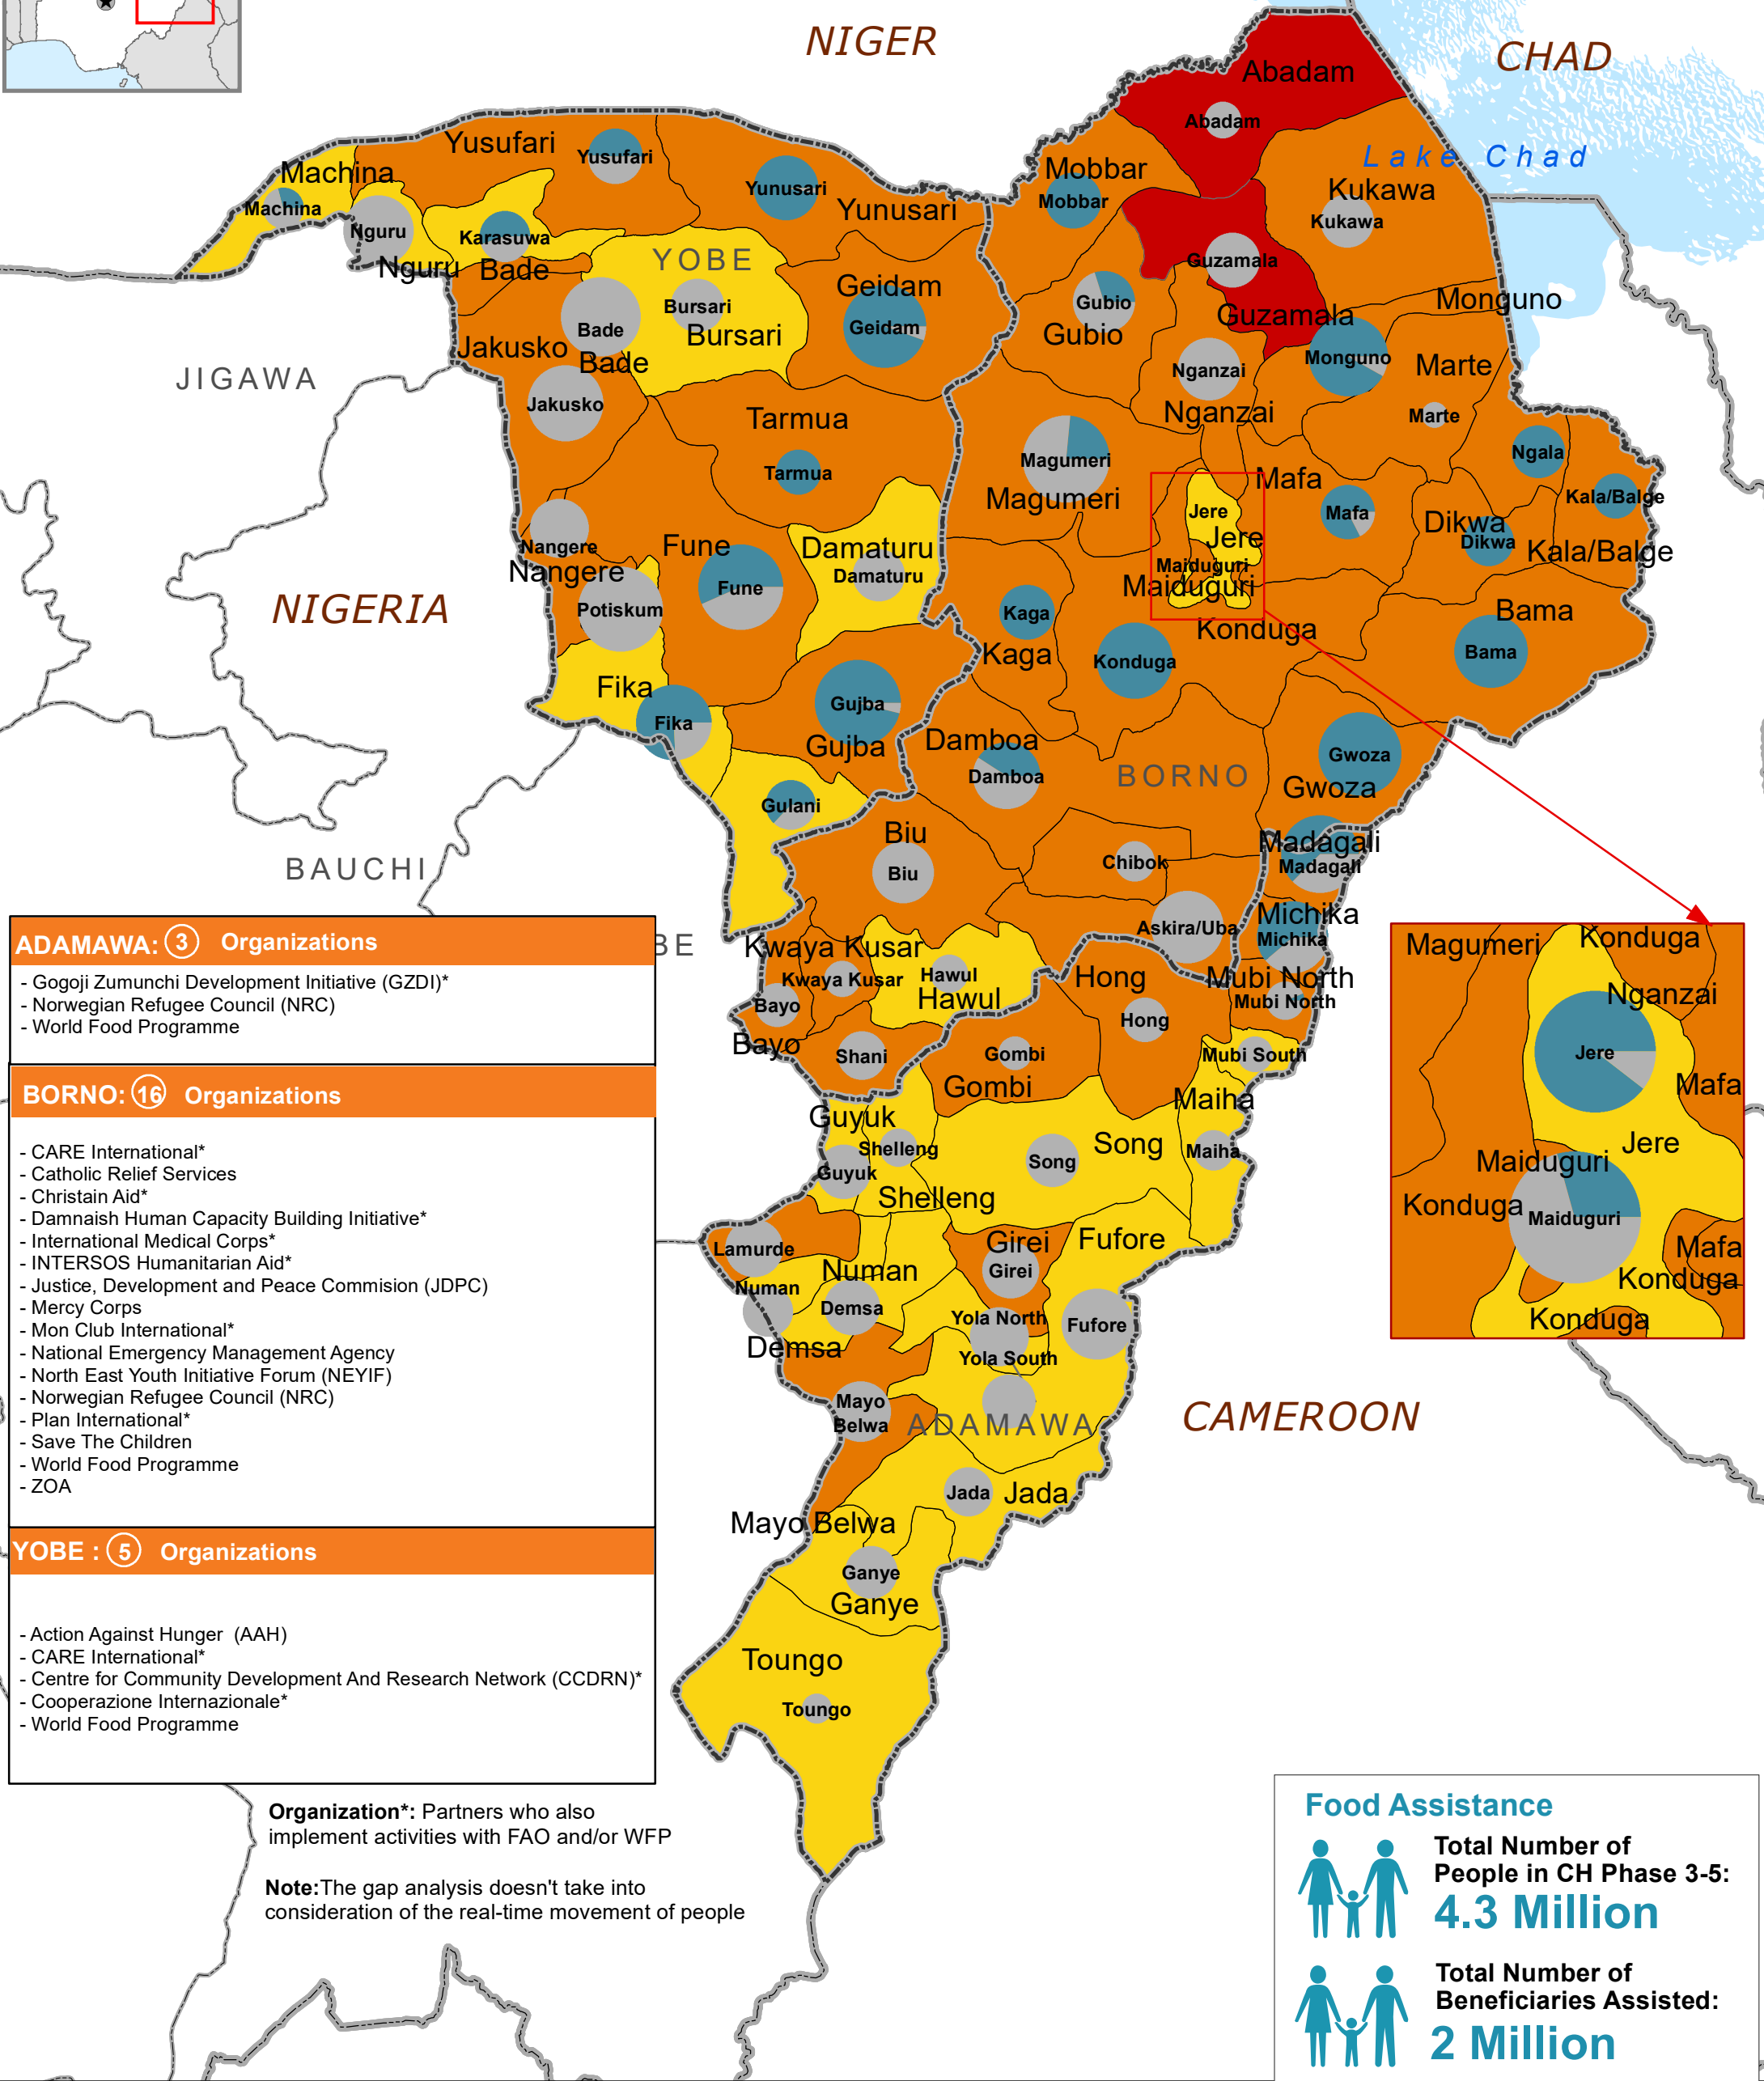 NIGER
CHAD
Abadam
Abadam
Yusufari
Yusufari
Lake Chad
Mobbar
Mobbar
Machina
Machina
Yunusari
Yunusari
Kukawa
Kukawa
Nguru
Nguru
Karasuwa
Bade
YOBE
Guzamala
Guzamala
Geidam
Geidam
Bursari
Bursari
Gubio
Gubio
Monguno
Monguno
Bade
Bade
Jakusko
Jakusko
JIGAWA
Nganzai
Nganzai
Marte
Marte
Tarmua
Tarmua
Magumeri
Magumeri
Ngala
Mafa
Mafa
Kala/Balge
Kala/Balge
Jere
Jere
Dikwa
Dikwa
Nangere
Nangere
Fune
Fune
Damaturu
Damaturu
Maiduguri
Maiduguri
NIGERIA
Potiskum
Kaga
Kaga
Konduga
Konduga
Bama
Bama
Fika
Fika
Gujba
Gujba
Damboa
Damboa
BORNO
Gwoza
Gwoza
Gulani
Biu
Biu
Chibok
Madagali
Madagali
BAUCHI
Askira/Uba
Michika
Michika
BE
Kwaya Kusar
Kwaya Kusar
Hawul
Hawul
Hong
Hong
Mubi North
Mubi North
Bayo
Bayo
Shani
Gombi
Gombi
Mubi South
Maiha
Maiha
Guyuk
Guyuk
Shelleng
Shelleng
Song
Song
Lamurde
Girei
Girei
Fufore
Fufore
Numan
Numan
Demsa
Demsa
Yola North
Yola South
Mayo
Belwa
ADAMAWA
CAMEROON
Jada
Jada
Mayo Belwa
Ganye
Ganye
Toungo
Toungo
Magumeri
Konduga
Nganzai
Jere
Mafa
Jere
Maiduguri
Konduga
Maiduguri
Mafa
Konduga
Konduga
ADAMAWA: 3 Organizations
- Gogoji Zumunchi Development Initiative (GZDI)*
- Norwegian Refugee Council (NRC)
- World Food Programme
BORNO: 16 Organizations
- CARE International*
- Catholic Relief Services
- Christain Aid*
- Damnaish Human Capacity Building Initiative*
- International Medical Corps*
- INTERSOS Humanitarian Aid*
- Justice, Development and Peace Commision (JDPC)
- Mercy Corps
- Mon Club International*
- National Emergency Management Agency
- North East Youth Initiative Forum (NEYIF)
- Norwegian Refugee Council (NRC)
- Plan International*
- Save The Children
- World Food Programme
- ZOA
YOBE : 5 Organizations
- Action Against Hunger (AAH)
- CARE International*
- Centre for Community Development And Research Network (CCDRN)*
- Cooperazione Internazionale*
- World Food Programme
Organization*: Partners who also
implement activities with FAO and/or WFP
Note:The gap analysis doesn't take into
consideration of the real-time movement of people
Food Assistance
Total Number of
People in CH Phase 3-5:
4.3 Million
Total Number of
Beneficiaries Assisted:
2 Million